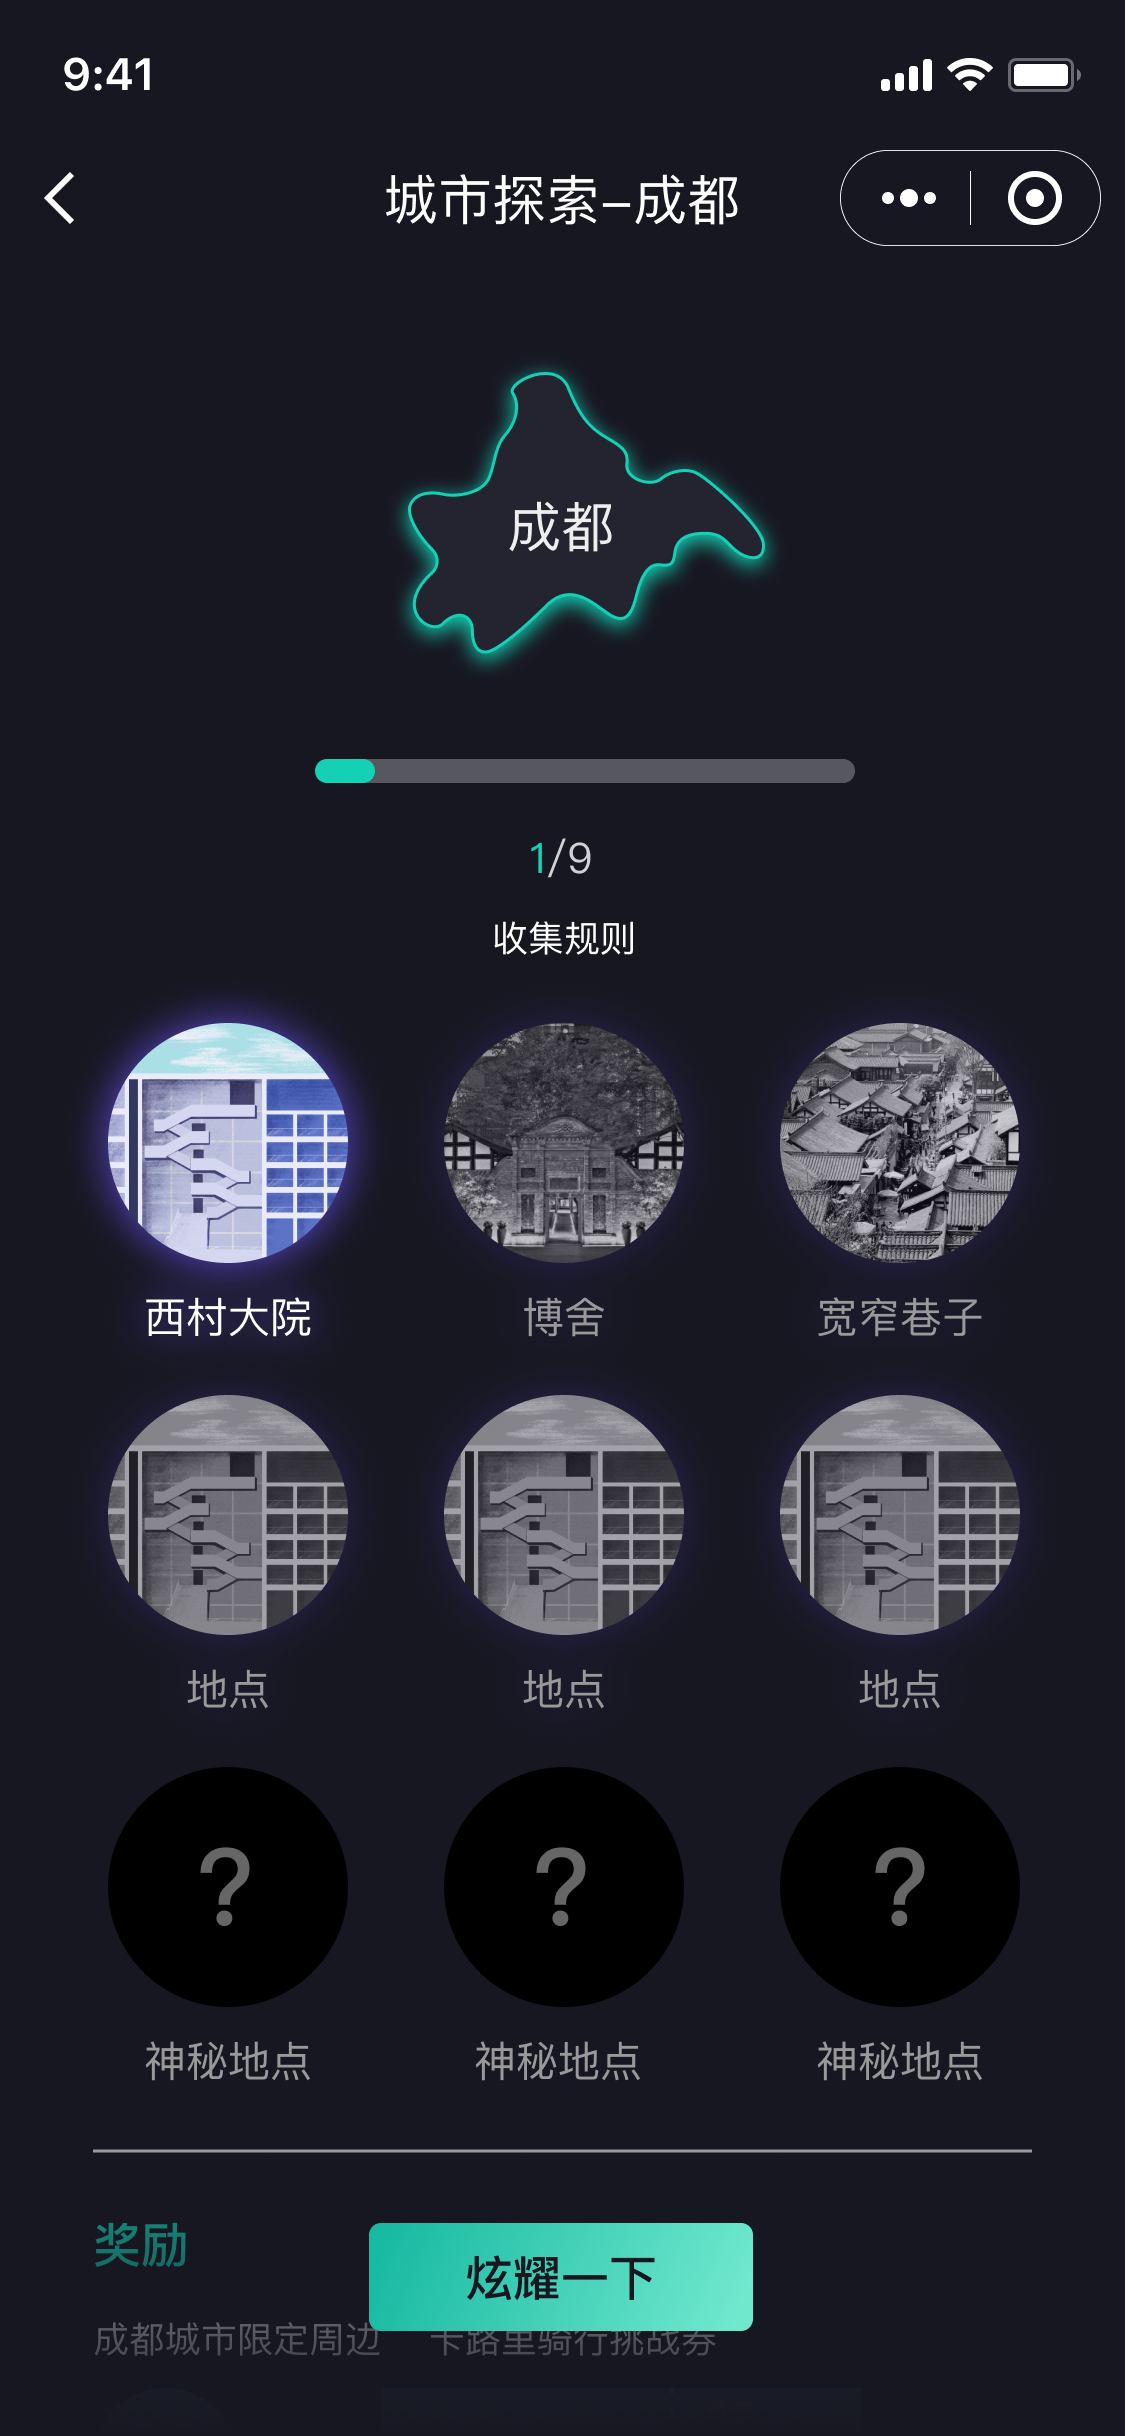 9:41
城市探索-成都
成都
1/9
收集规则
西村大院
博舍
宽窄巷子
地点
地点
地点
?
?
?
神秘地点
神秘地点
神秘地点
奖励
炫耀一下
成都城市限定周边
卡路里骑行挑战券